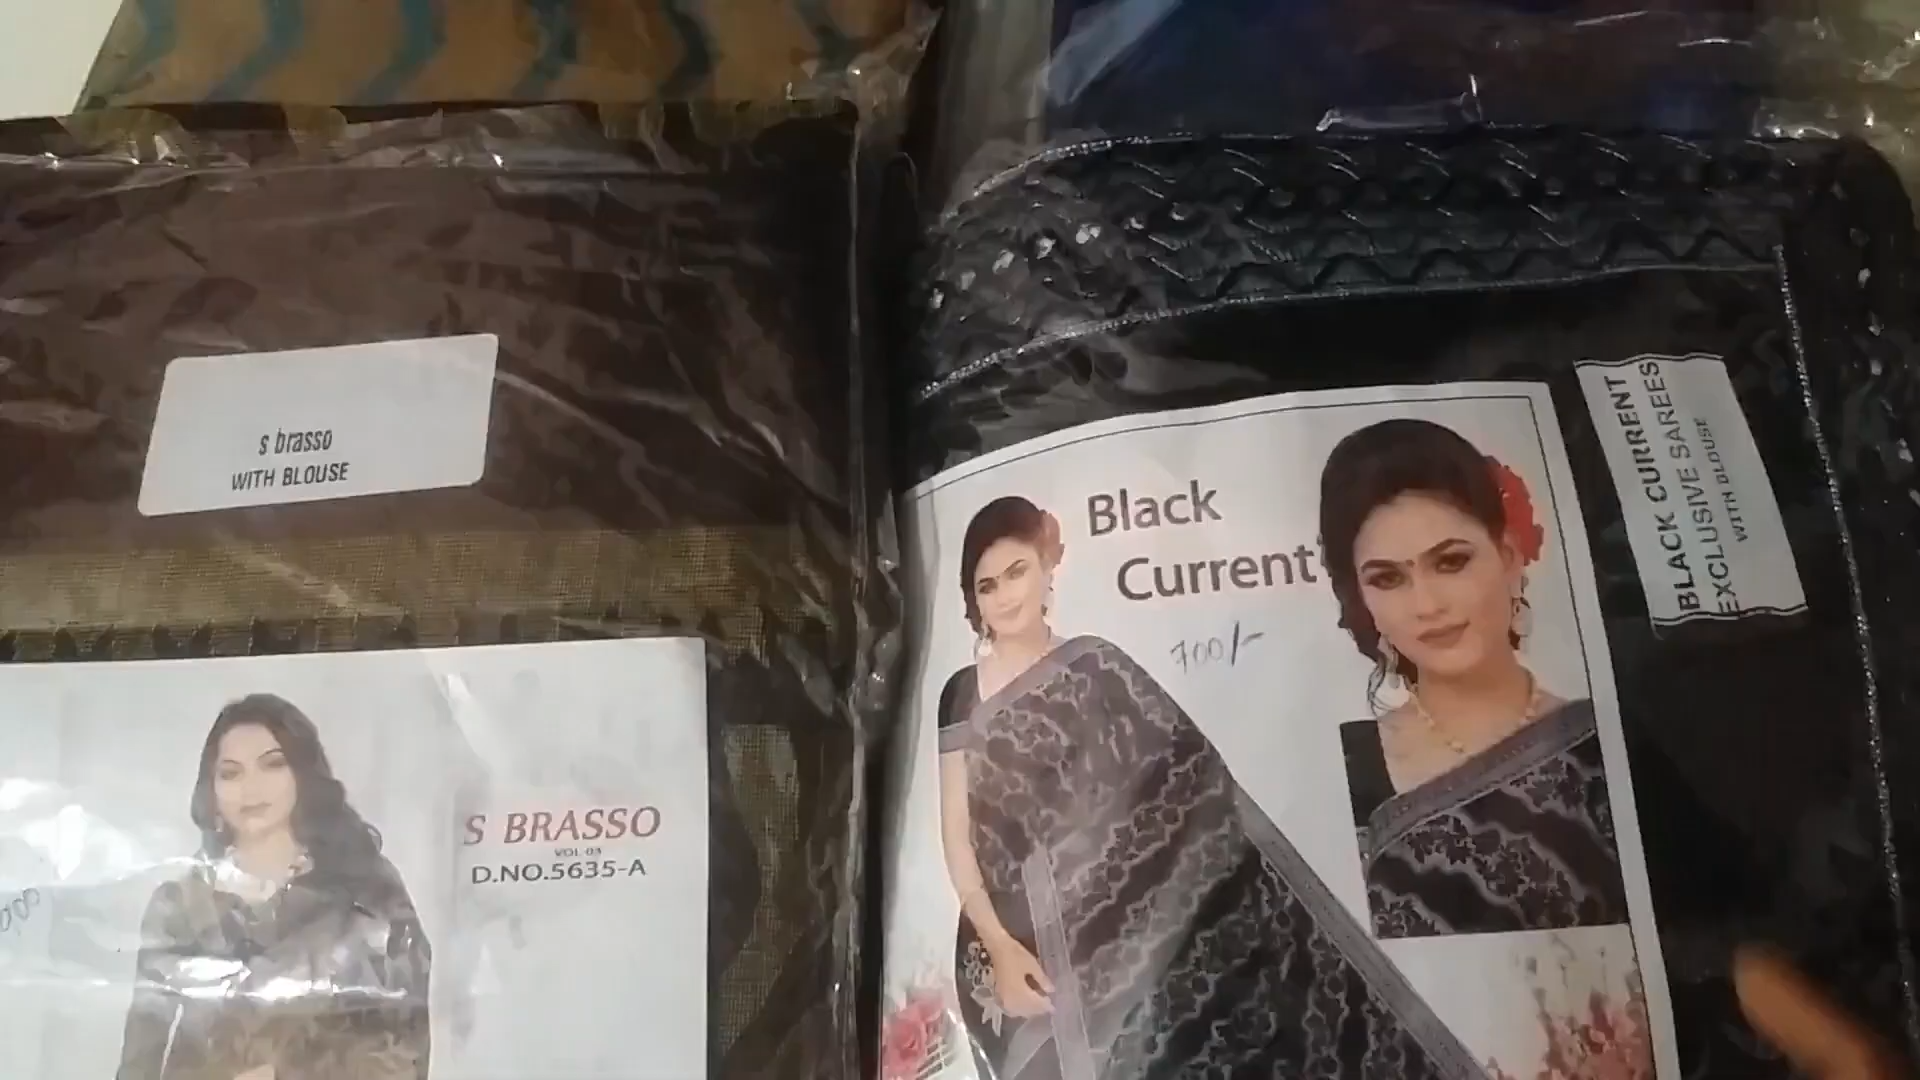 s brasso
WITH BLOUSE
S BRASSO
VOL-03
D.NO.5635-A
Black
Current
700/-
BLACK CURRENT
EXCLUSIVE SAREES
WITH BLOUSE